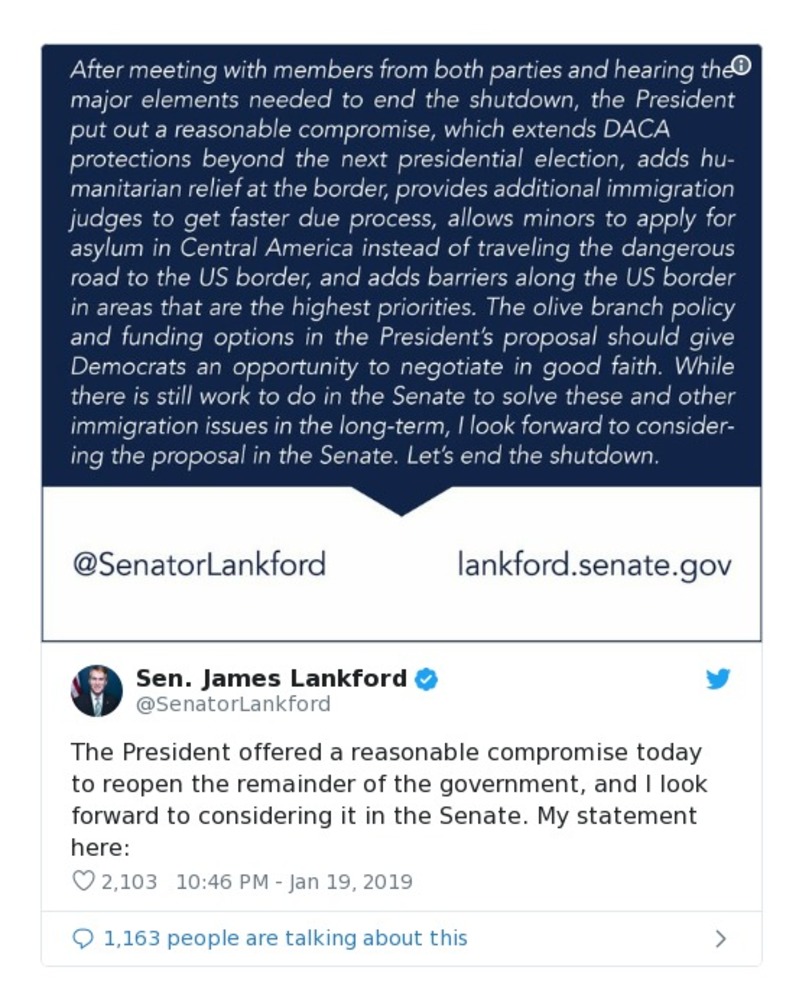 After meeting with members from both parties and hearing the
major elements needed to end the shutdown, the President
put out a reasonable compromise, which extends DACA
protections beyond the next presidential election, adds hu-
manitarian relief at the border, provides additional immigration
judges to get faster due process, allows minors to apply for
asylum in Central America instead of traveling the dangerous
road to the US border, and adds barriers along the US border
in areas that are the highest priorities. The olive branch policy
and funding options in the President's proposal should give
Democrats an opportunity to negotiate in good faith. While
there is still work to do in the Senate to solve these and other
immigration issues in the long-term, I look forward to consider-
ing the proposal in the Senate. Let's end the shutdown.
@SenatorLankford lankford.senate.gov
Sen. James Lankford
@SenatorLankford
The President offered a reasonable compromise today
to reopen the remainder of the government, and I look
forward to considering it in the Senate. My statement
here:
2,103 10:46 PM - Jan 19, 2019
1,163 people are talking about this